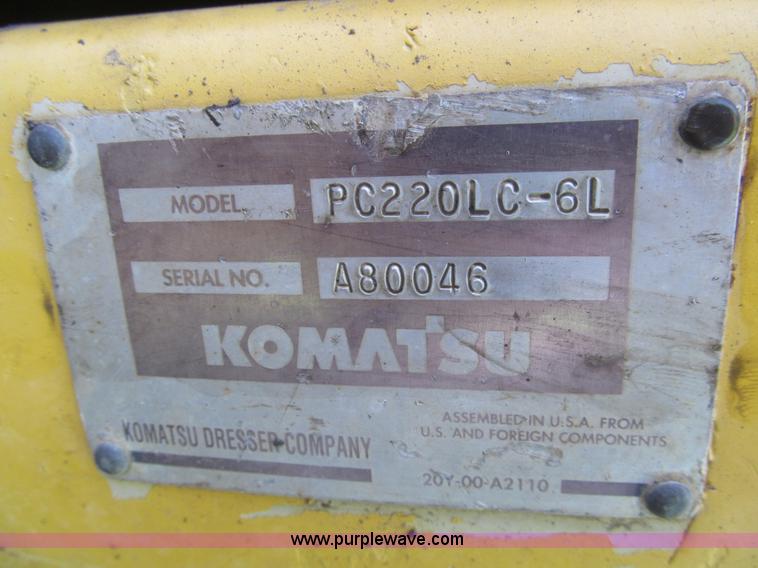 MODEL PC220LC-6L
SERIAL NO. A80046
KOMATSU
KOMATSU DRESSER COMPANY
ASSEMBLED IN U.S.A. FROM
U.S. AND FOREIGN COMPONENTS
20Y-00-A2110
www.purplewave.com